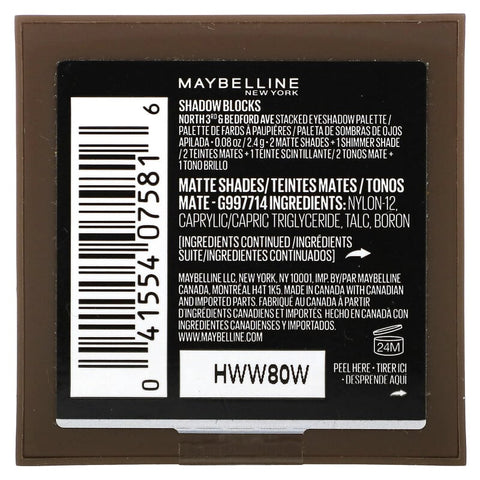 MAYBELLINE
NEW YORK
SHADOW BLOCKS
NORTH 3RD & BEDFORD AVE STACKED EYESHADOW PALETTE /
PALETTE DE FARDS À PAUPIÈRES / PALETA DE SOMBRAS DE OJOS
APILADA • 0.08 oz / 2,4 g • 2 MATTE SHADES + 1 SHIMMER SHADE
/ 2 TEINTES MATES + 1 TEINTE SCINTILLANTE / 2 TONOS MATE +
1 TONO BRILLO
MATTE SHADES / TEINTES MATES / TONOS
MATE - G997714 INGREDIENTS: NYLON-12,
CAPRYLIC/CAPRIC TRIGLYCERIDE, TALC, BORON
[INGREDIENTS CONTINUED / INGRÉDIENTS
SUITE / INGREDIENTES CONTINUADOS]
MAYBELLINE LLC, NEW YORK, NY 10001, IMP. BY/PAR MAYBELLINE
CANADA, MONTRÉAL H4T 1K5. MADE IN CANADA WITH CANADIAN
AND IMPORTED PARTS. FABRIQUÉ AU CANADA À PARTIR
D'INGRÉDIENTS CANADIENS ET IMPORTÉS. HECHO EN CANADÁ CON
INGREDIENTES CANADIENSES E IMPORTADOS.
WWW.MAYBELLINE.COM
24M
PEEL HERE • TIRER ICI
• DESPRENDE AQUI
HWW80W
0 41554 07581 6